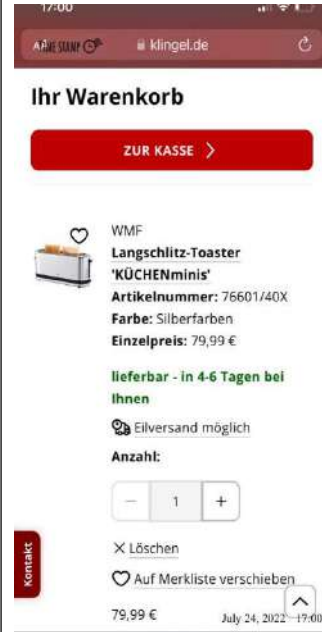 17:00
klingel.de
Ihr Warenkorb
ZUR KASSE
WMF
Langschlitz-Toaster
'KÜCHENminis'
Artikelnummer: 76601/40X
Farbe: Silberfarben
Einzelpreis: 79,99 €
lieferbar - in 4-6 Tagen bei
Ihnen
Eilversand möglich
Anzahl:
1
Löschen
Kontakt
Auf Merkliste verschieben
79,99 €
July 24, 2022 17:00